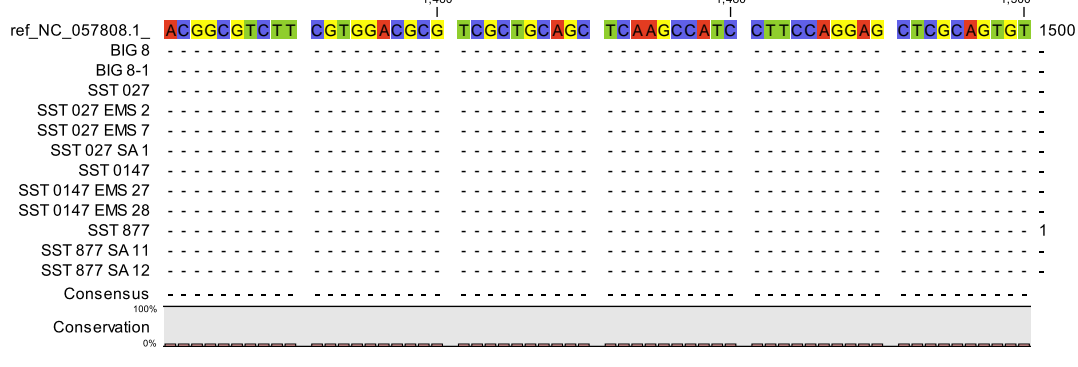 ref_NC_057808.1_ ACGGCGTCTT CGTGGACGCG TCGCTGCAGC TCAAGCCATC CTTCCAGGAG CTCGCAGTGT 1500
BIG 8 ---------- ---------- ---------- ---------- ---------- ---------- -
BIG 8-1 ---------- ---------- ---------- ---------- ---------- ---------- -
SST 027 ---------- ---------- ---------- ---------- ---------- ---------- -
SST 027 EMS 2 ---------- ---------- ---------- ---------- ---------- ---------- -
SST 027 EMS 7 ---------- ---------- ---------- ---------- ---------- ---------- -
SST 027 SA 1 ---------- ---------- ---------- ---------- ---------- ---------- -
SST 0147 ---------- ---------- ---------- ---------- ---------- ---------- -
SST 0147 EMS 27 ---------- ---------- ---------- ---------- ---------- ---------- -
SST 0147 EMS 28 ---------- ---------- ---------- ---------- ---------- ---------- -
SST 877 ---------- ---------- ---------- ---------- ---------- ---------- 1
SST 877 SA 11 ---------- ---------- ---------- ---------- ---------- ---------- -
SST 877 SA 12 ---------- ---------- ---------- ---------- ---------- ---------- -
Consensus ---------- ---------- ---------- ---------- ---------- ----------
100%
Conservation
0%